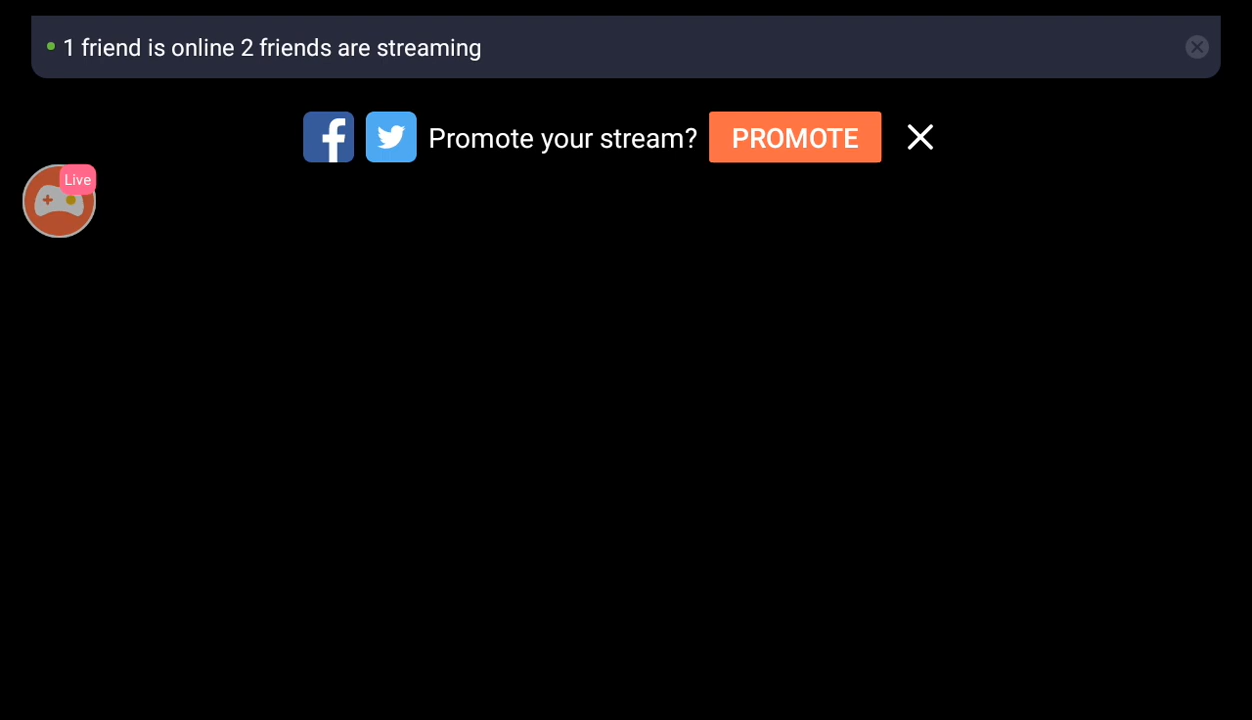 1 friend is online 2 friends are streaming
Promote your stream? PROMOTE
Live